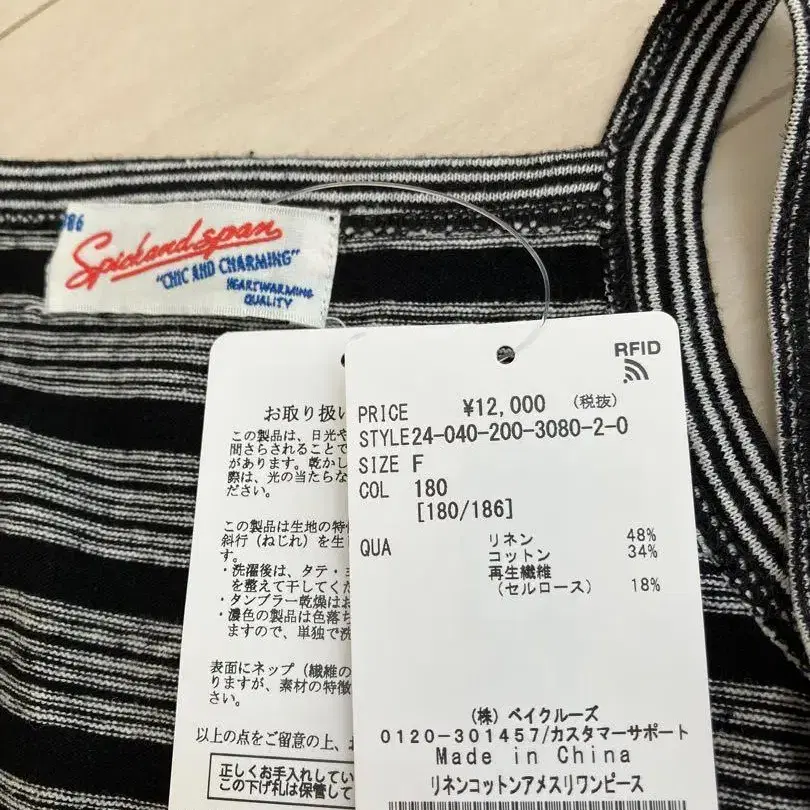 86
Spick and span
"CHIC AND CHARMING"
HEARTWARMING
QUALITY
お取り扱い
この製品は、日光や
間さらされることで
があります。乾かし
際は、光の当たらな
ださい。
この製品は生地の特
斜行（ねじれ）を生
す。
・洗濯後は、タテ・
を整えて干してくだ
・タンブラー乾燥はお
・濃色の製品は色落ち
ますので、単独で洗
表面にネップ（繊維の
りますが、素材の特徴
さい。
以上の点をご留意の上、
正しくお手入れしてい
この下げ札は保管して
RFID
PRICE ¥12,000 （税抜）
STYLE24-040-200-3080-2-0
SIZE F
COL 180
[180/186]
QUA リネン 48%
コットン 34%
再生繊維
（セルロース） 18%
（株）ベイクルーズ
0120-301457/カスタマーサポート
Made in China
リネンコットンアメスリワンピース